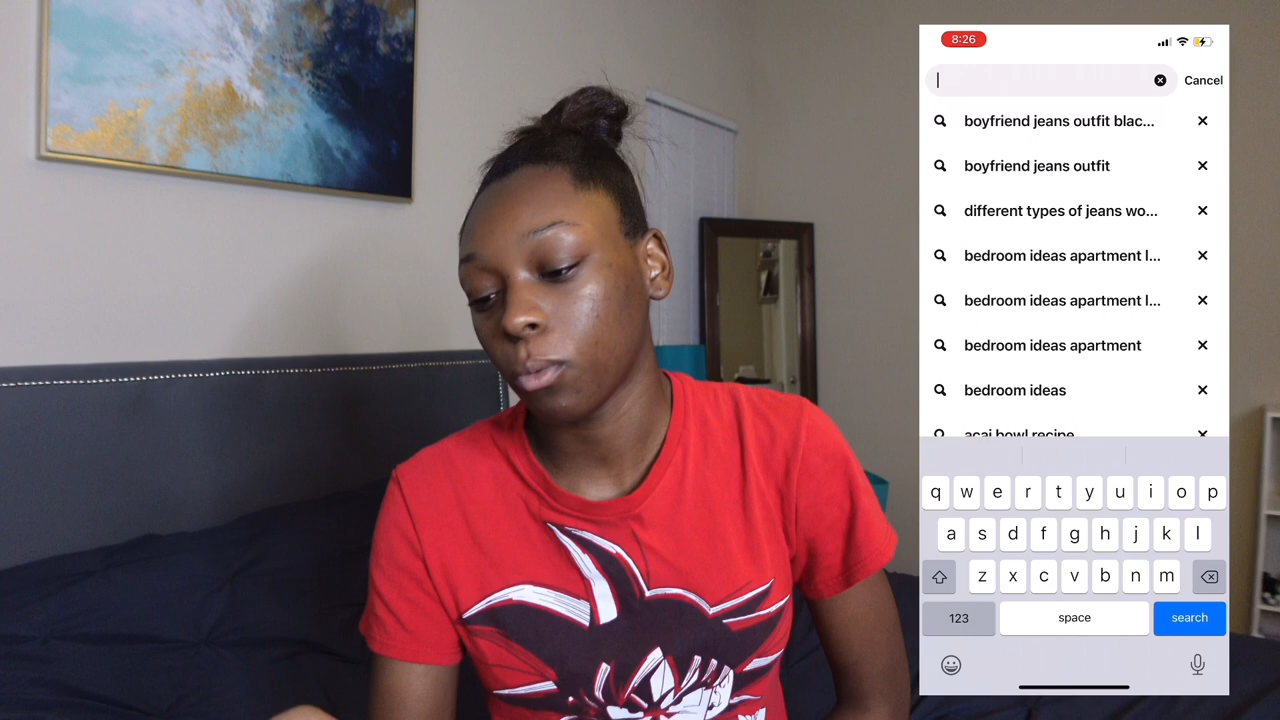 8:26
Cancel
boyfriend jeans outfit blac...
boyfriend jeans outfit
different types of jeans wo...
bedroom ideas apartment l...
bedroom ideas apartment l...
bedroom ideas apartment
bedroom ideas
acai bowl recipe
q w e r t y u i o p
a s d f g h j k l
z x c v b n m
123 space search